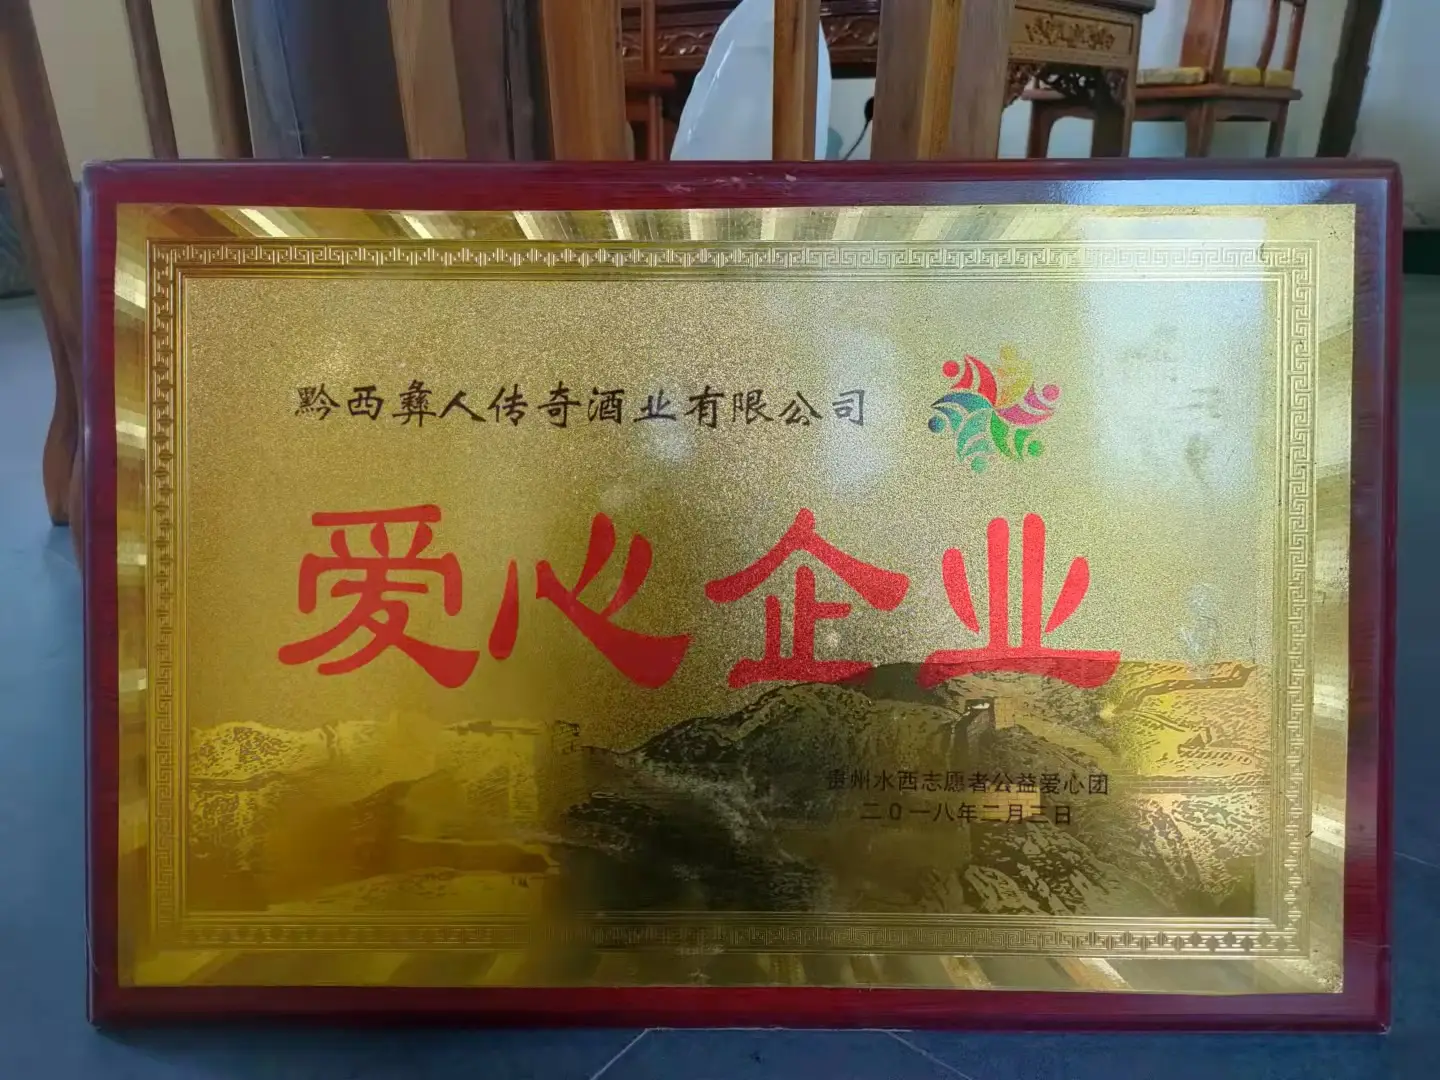 黔西彝人传奇酒业有限公司
爱心企业
贵州水西志愿者公益爱心团
二0一八年二月三日